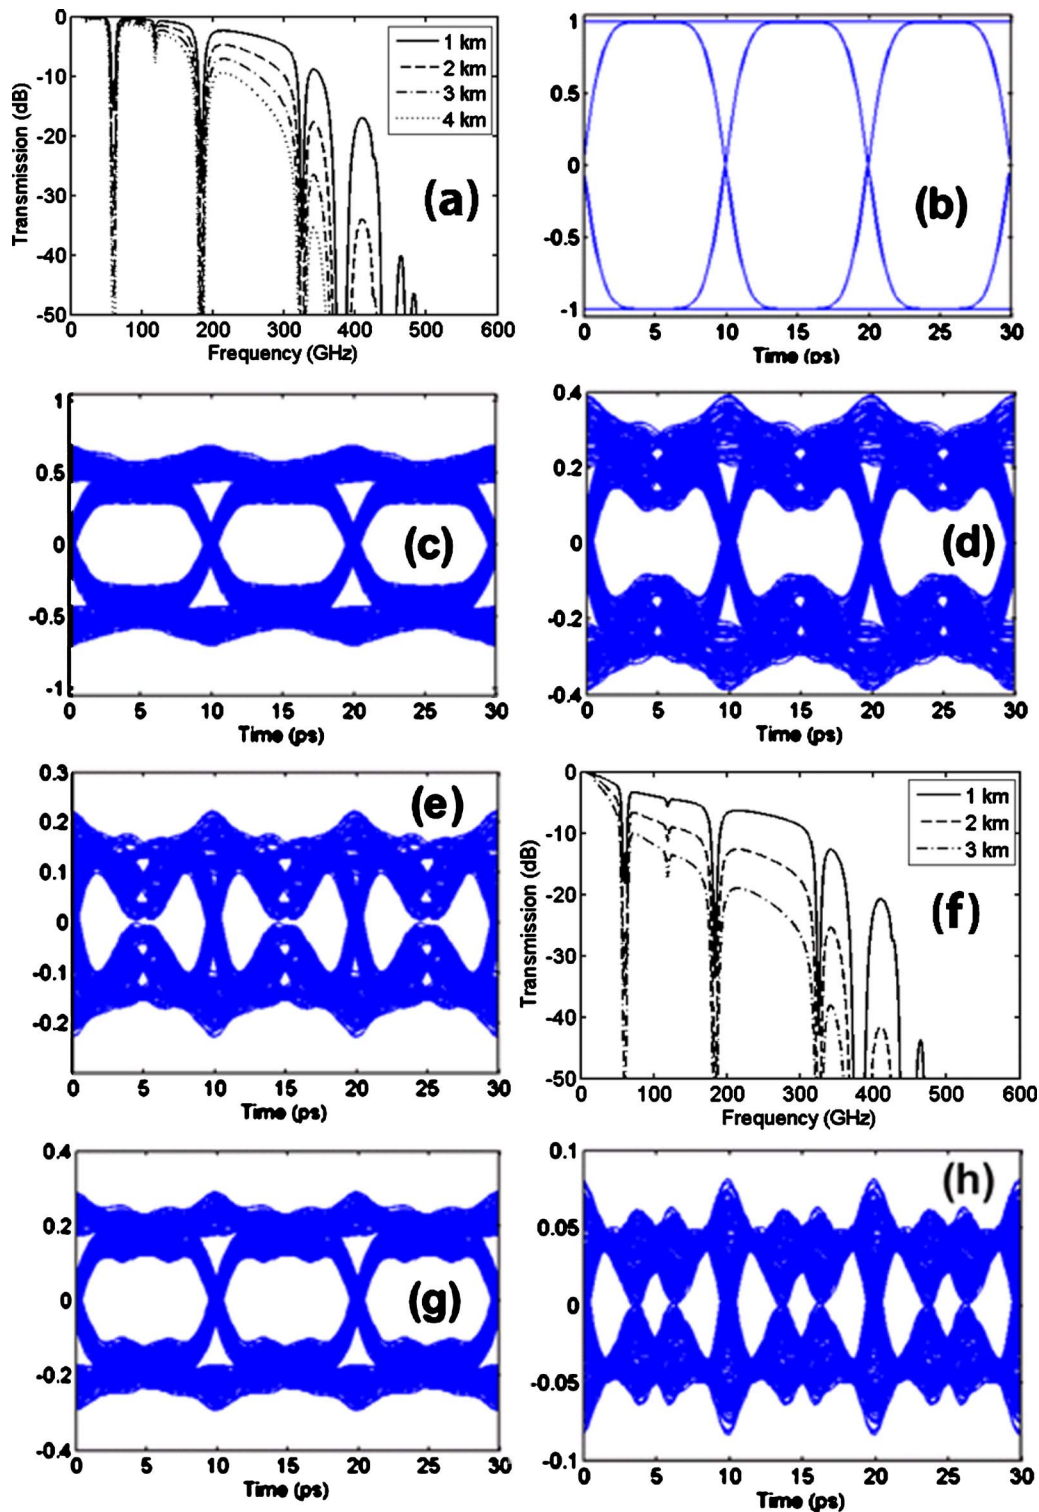 0
-10
-20
-30
-40
-50
Transmission (dB)
1 km
2 km
3 km
4 km
(a)
0 100 200 300 400 500 600
Frequency (GHz)
1
0.5
0
-0.5
-1
(b)
0 5 10 15 20 25 30
Time (ps)
1
0.5
0
-0.5
-1
(c)
0 5 10 15 20 25 30
Time (ps)
0.4
0.2
0
-0.2
-0.4
(d)
0 5 10 15 20 25 30
Time (ps)
0.3
0.2
0.1
0
-0.1
-0.2
(e)
0 5 10 15 20 25 30
Time (ps)
0
-10
-20
-30
-40
-50
Transmission (dB)
1 km
2 km
3 km
(f)
0 100 200 300 400 500 600
Frequency (GHz)
0.4
0.2
0
-0.2
-0.4
(g)
0 5 10 15 20 25 30
Time (ps)
0.1
0.05
0
-0.05
-0.1
(h)
0 5 10 15 20 25 30
Time (ps)